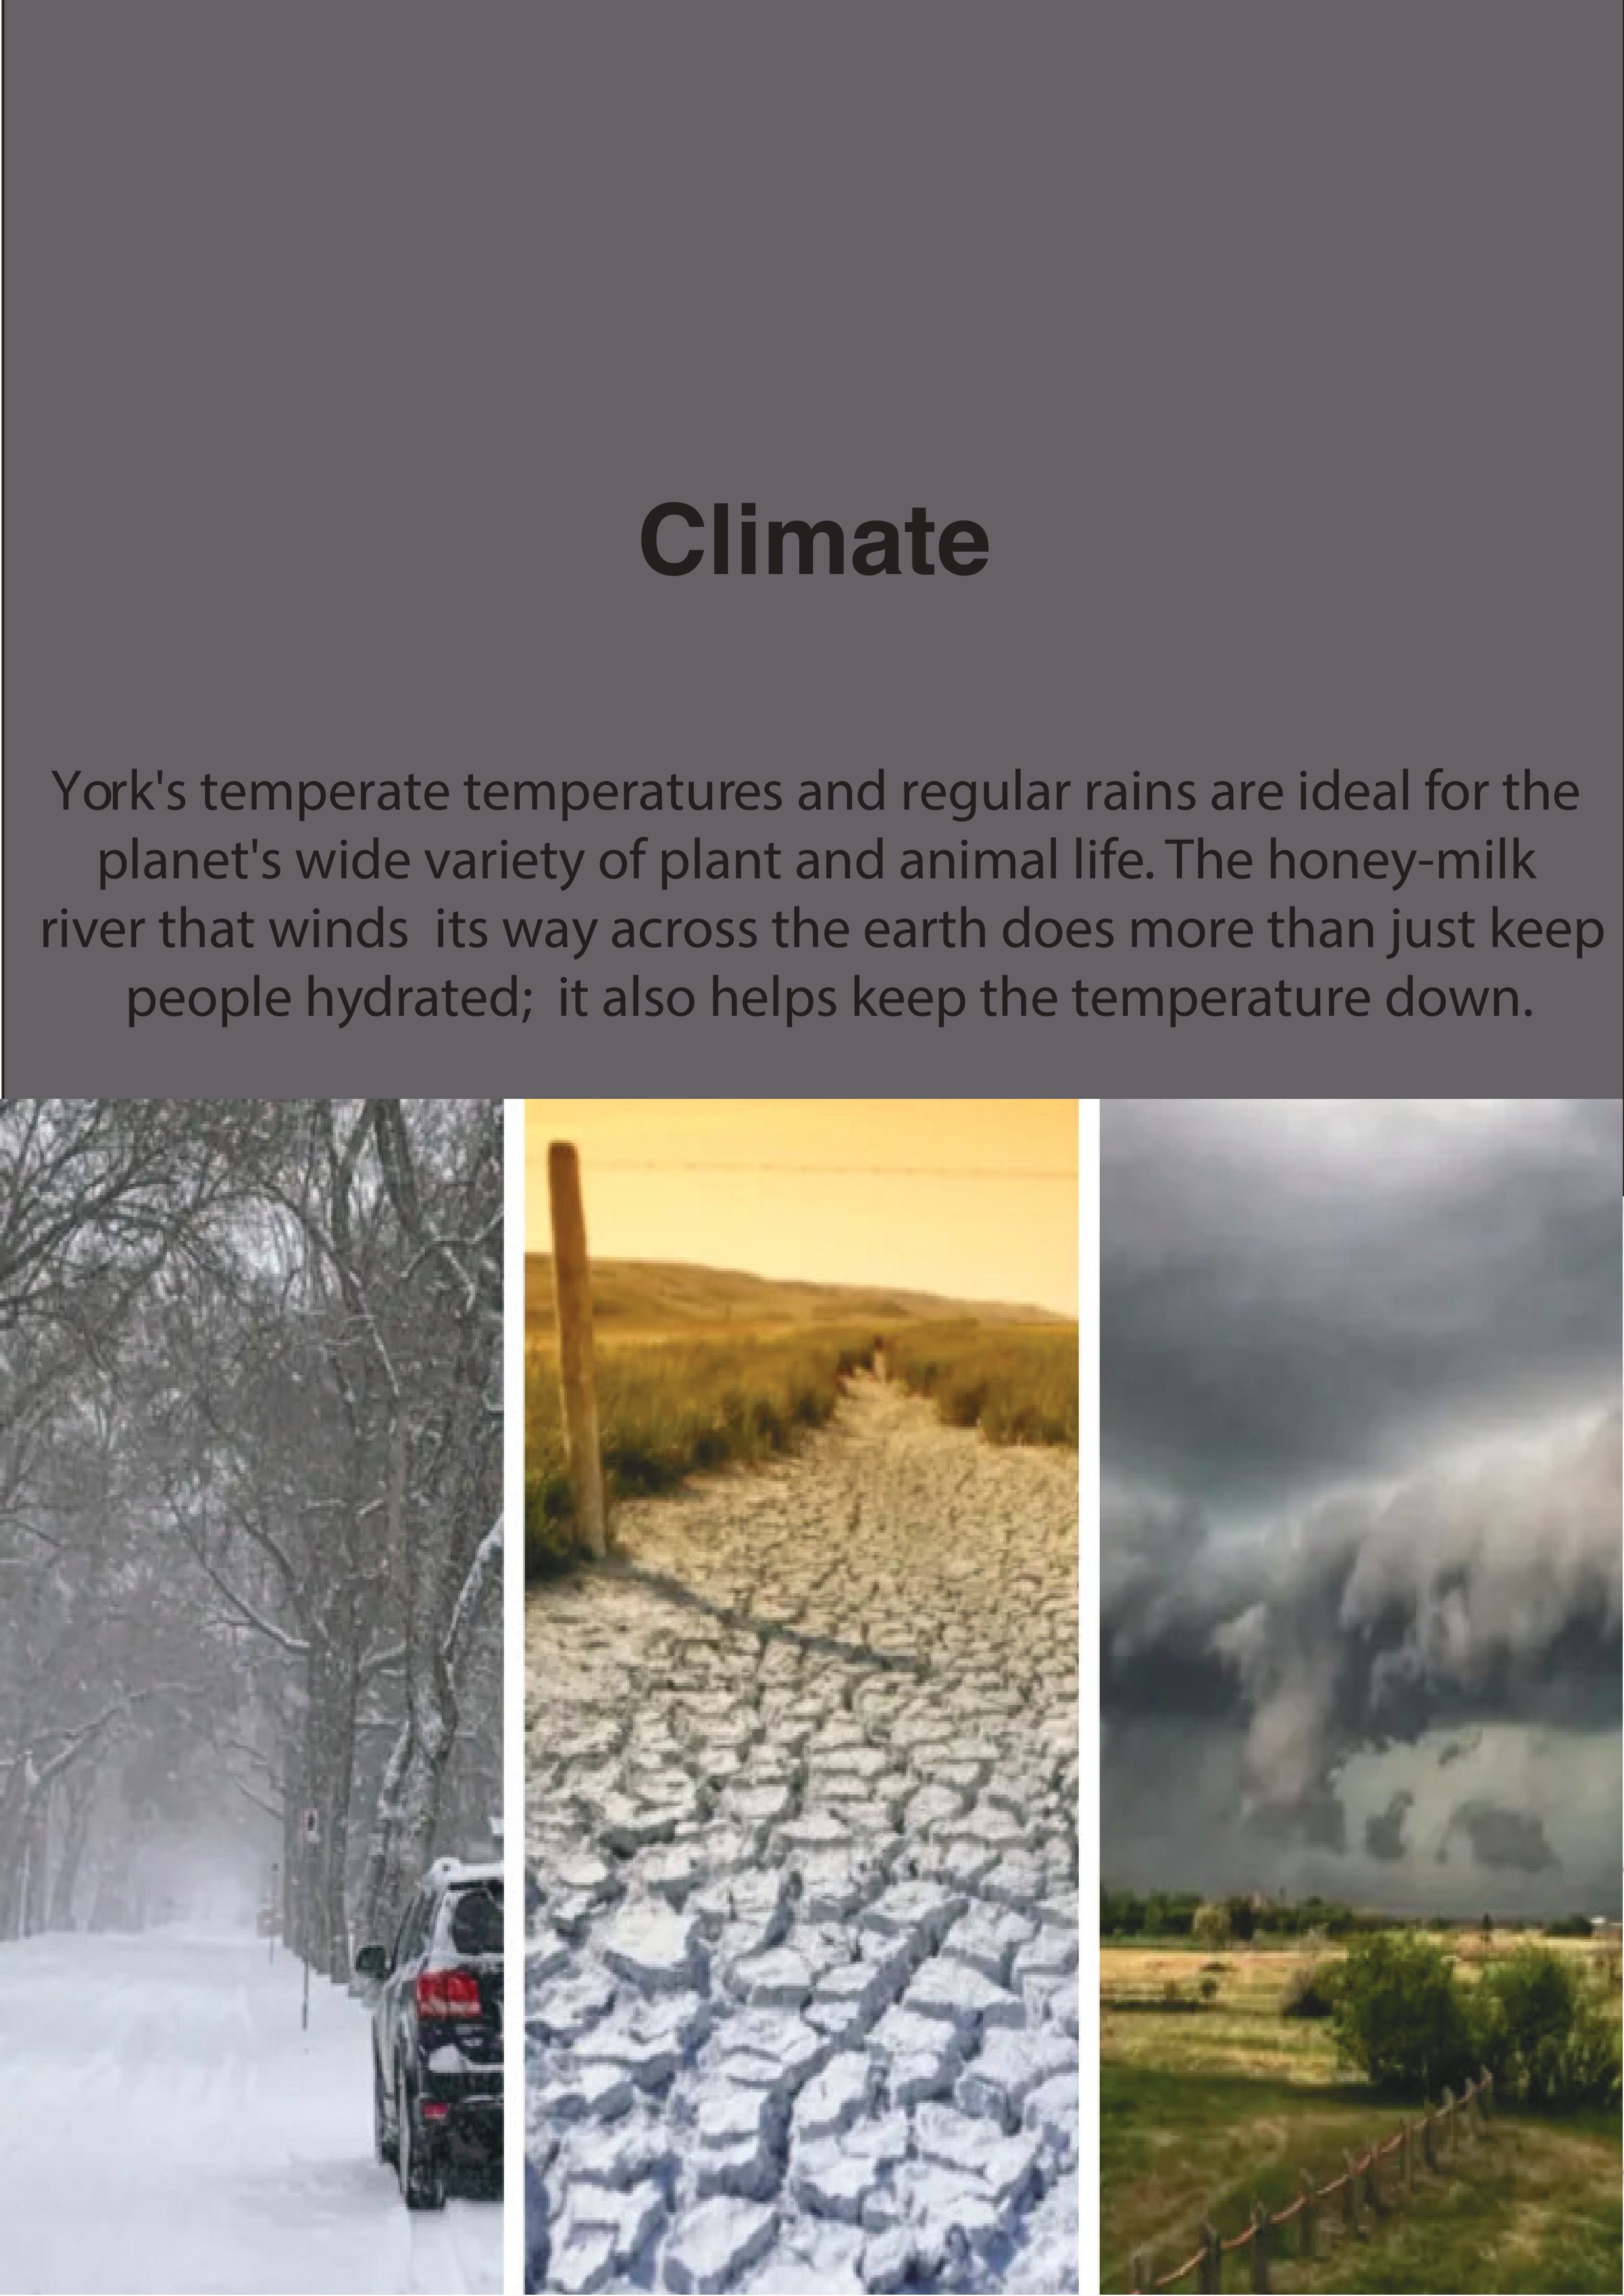 Climate
York's temperate temperatures and regular rains are ideal for the
planet's wide variety of plant and animal life. The honey-milk
river that winds  its way across the earth does more than just keep
people hydrated;  it also helps keep the temperature down.